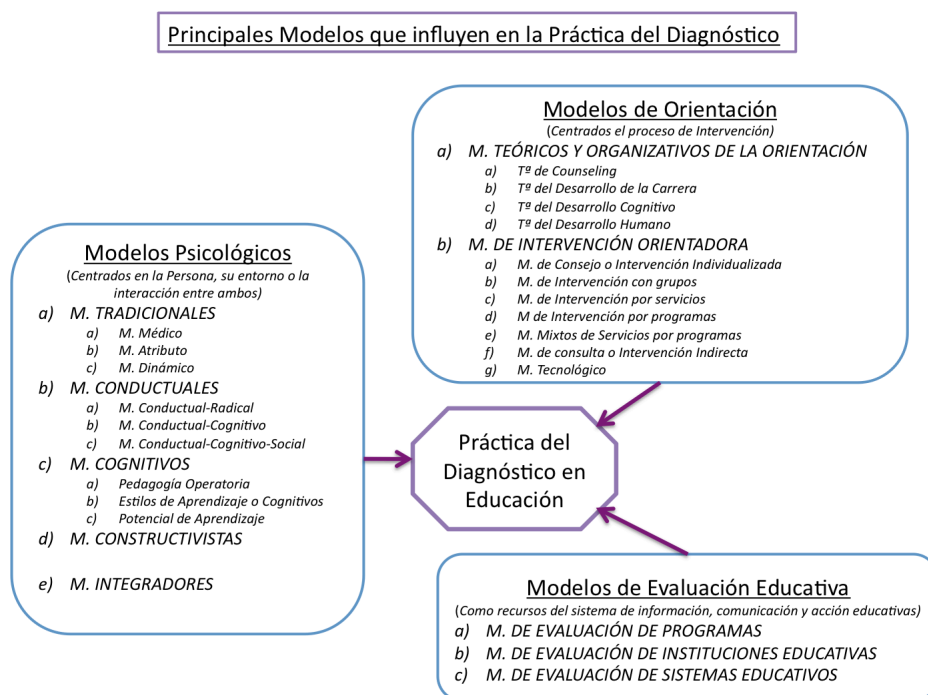 Principales Modelos que influyen en la Práctica del Diagnóstico
Modelos de Orientación
(Centrados el proceso de Intervención)
a) M. TEÓRICOS Y ORGANIZATIVOS DE LA ORIENTACIÓN
a) Tª de Counseling
b) Tª del Desarrollo de la Carrera
c) Tª del Desarrollo Cognitivo
d) Tª del Desarrollo Humano
b) M. DE INTERVENCIÓN ORIENTADORA
a) M. de Consejo o Intervención Individualizada
b) M. de Intervención con grupos
c) M. de Intervención por servicios
d) M de Intervención por programas
e) M. Mixtos de Servicios por programas
f) M. de consulta o Intervención Indirecta
g) M. Tecnológico
Modelos Psicológicos
(Centrados en la Persona, su entorno o la
interacción entre ambos)
a) M. TRADICIONALES
a) M. Médico
b) M. Atributo
c) M. Dinámico
b) M. CONDUCTUALES
a) M. Conductual-Radical
b) M. Conductual-Cognitivo
c) M. Conductual-Cognitivo-Social
c) M. COGNITIVOS
a) Pedagogía Operatoria
b) Estilos de Aprendizaje o Cognitivos
c) Potencial de Aprendizaje
d) M. CONSTRUCTIVISTAS
e) M. INTEGRADORES
Práctica del
Diagnóstico en
Educación
Modelos de Evaluación Educativa
(Como recursos del sistema de información, comunicación y acción educativas)
a) M. DE EVALUACIÓN DE PROGRAMAS
b) M. DE EVALUACIÓN DE INSTITUCIONES EDUCATIVAS
c) M. DE EVALUACIÓN DE SISTEMAS EDUCATIVOS